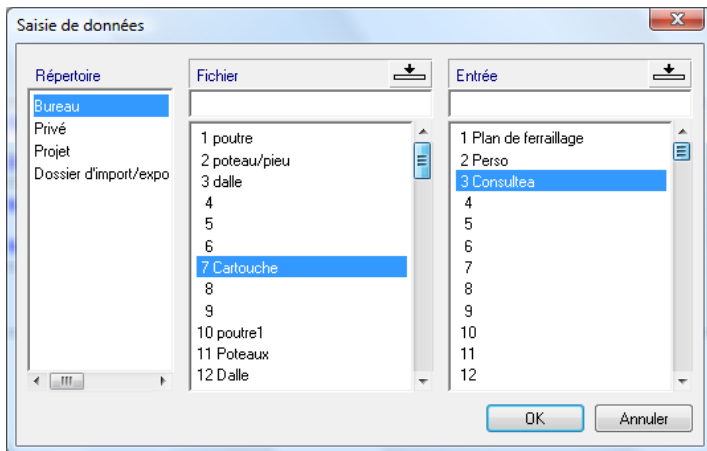 Saisie de données
Répertoire
Bureau
Privé
Projet
Dossier d'import/expo
Fichier
1 poutre
2 poteau/pieu
3 dalle
4
5
6
7 Cartouche
8
9
10 poutre1
11 Poteaux
12 Dalle
Entrée
1 Plan de ferraillage
2 Perso
3 Consultea
4
5
6
7
8
9
10
11
12
OK
Annuler